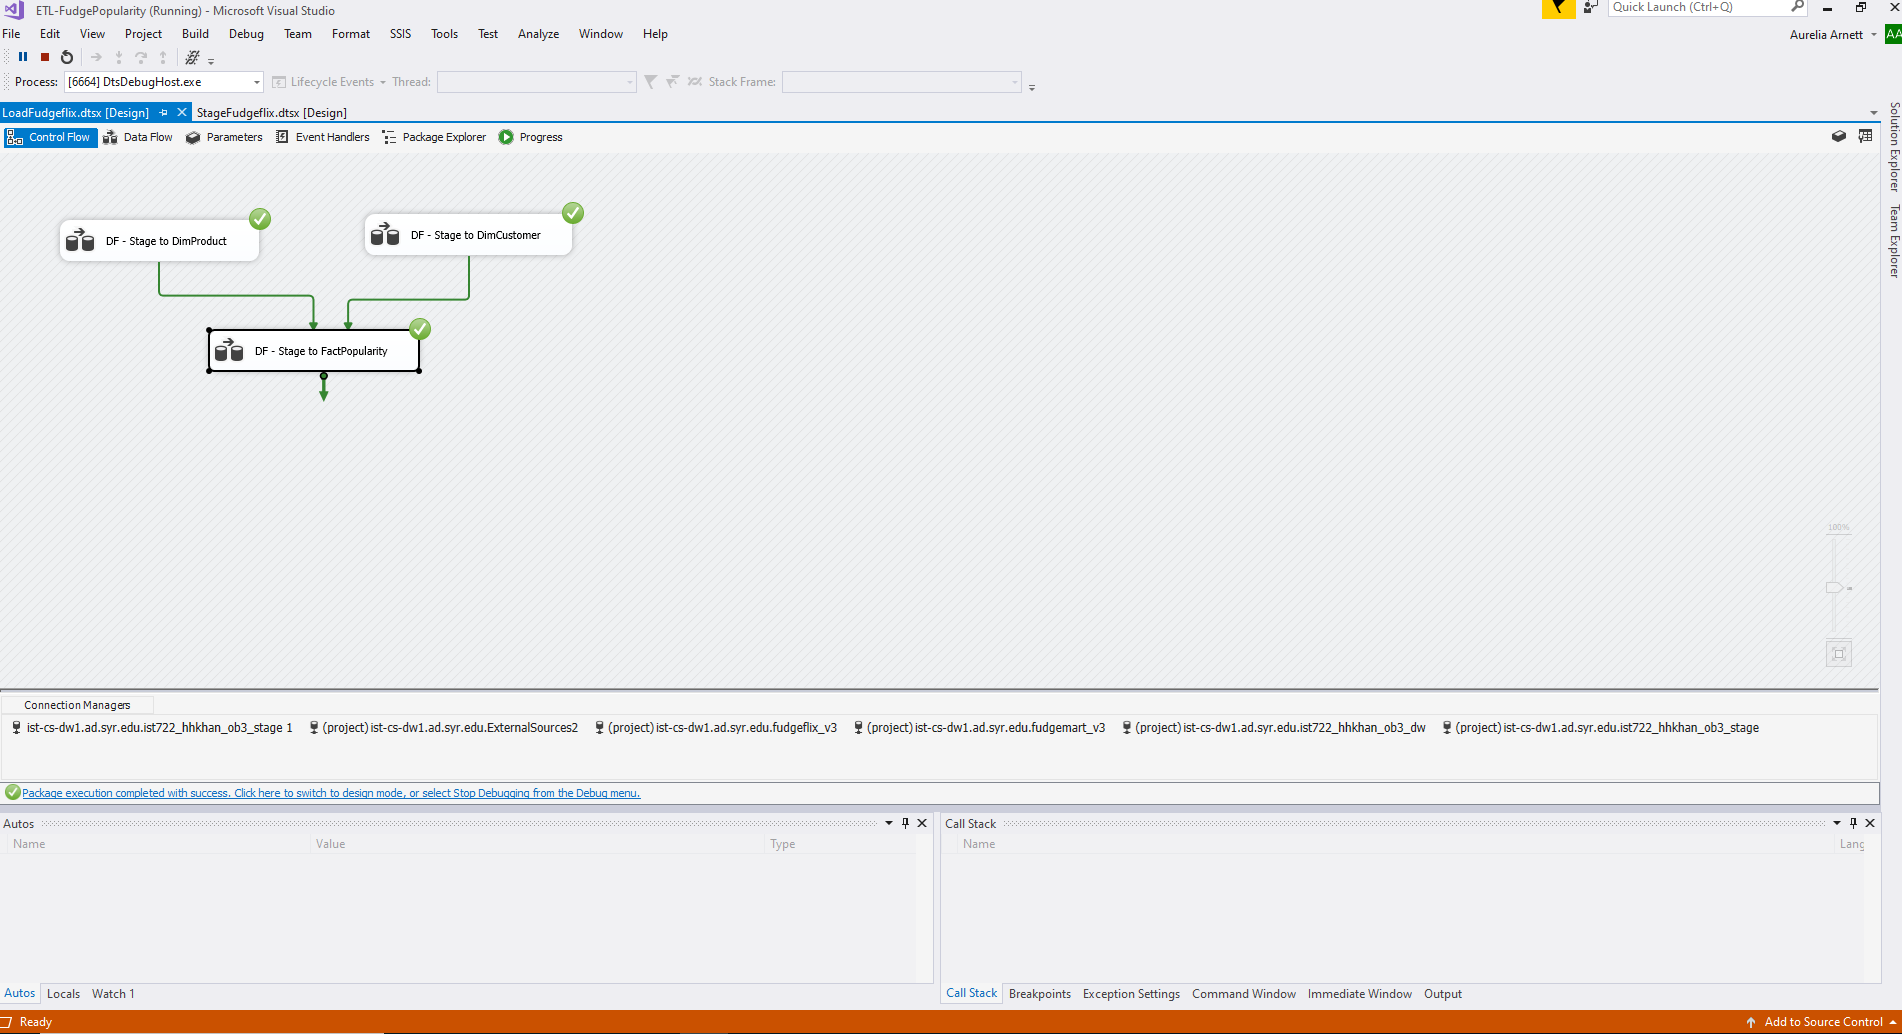 ETL-FudgePopularity (Running) - Microsoft Visual Studio
Quick Launch (Ctrl+Q)
File Edit View Project Build Debug Team Format SSIS Tools Test Analyze Window Help
Aurelia Arnett AA
Process: [6664] DtsDebugHost.exe Lifecycle Events Thread: Stack Frame:
LoadFudgeflix.dtsx [Design] StageFudgeflix.dtsx [Design]
Control Flow Data Flow Parameters Event Handlers Package Explorer Progress
Solution Explorer
Team Explorer
DF - Stage to DimProduct
DF - Stage to DimCustomer
DF - Stage to FactPopularity
100%
Connection Managers
ist-cs-dw1.ad.syr.edu.ist722_hhkhan_ob3_stage 1 (project) ist-cs-dw1.ad.syr.edu.ExternalSources2 (project) ist-cs-dw1.ad.syr.edu.fudgeflix_v3 (project) ist-cs-dw1.ad.syr.edu.fudgemart_v3 (project) ist-cs-dw1.ad.syr.edu.ist722_hhkhan_ob3_dw (project) ist-cs-dw1.ad.syr.edu.ist722_hhkhan_ob3_stage
Package execution completed with success. Click here to switch to design mode, or select Stop Debugging from the Debug menu.
Autos
Name Value Type
Call Stack
Name Lang
Autos Locals Watch 1
Call Stack Breakpoints Exception Settings Command Window Immediate Window Output
Ready
Add to Source Control